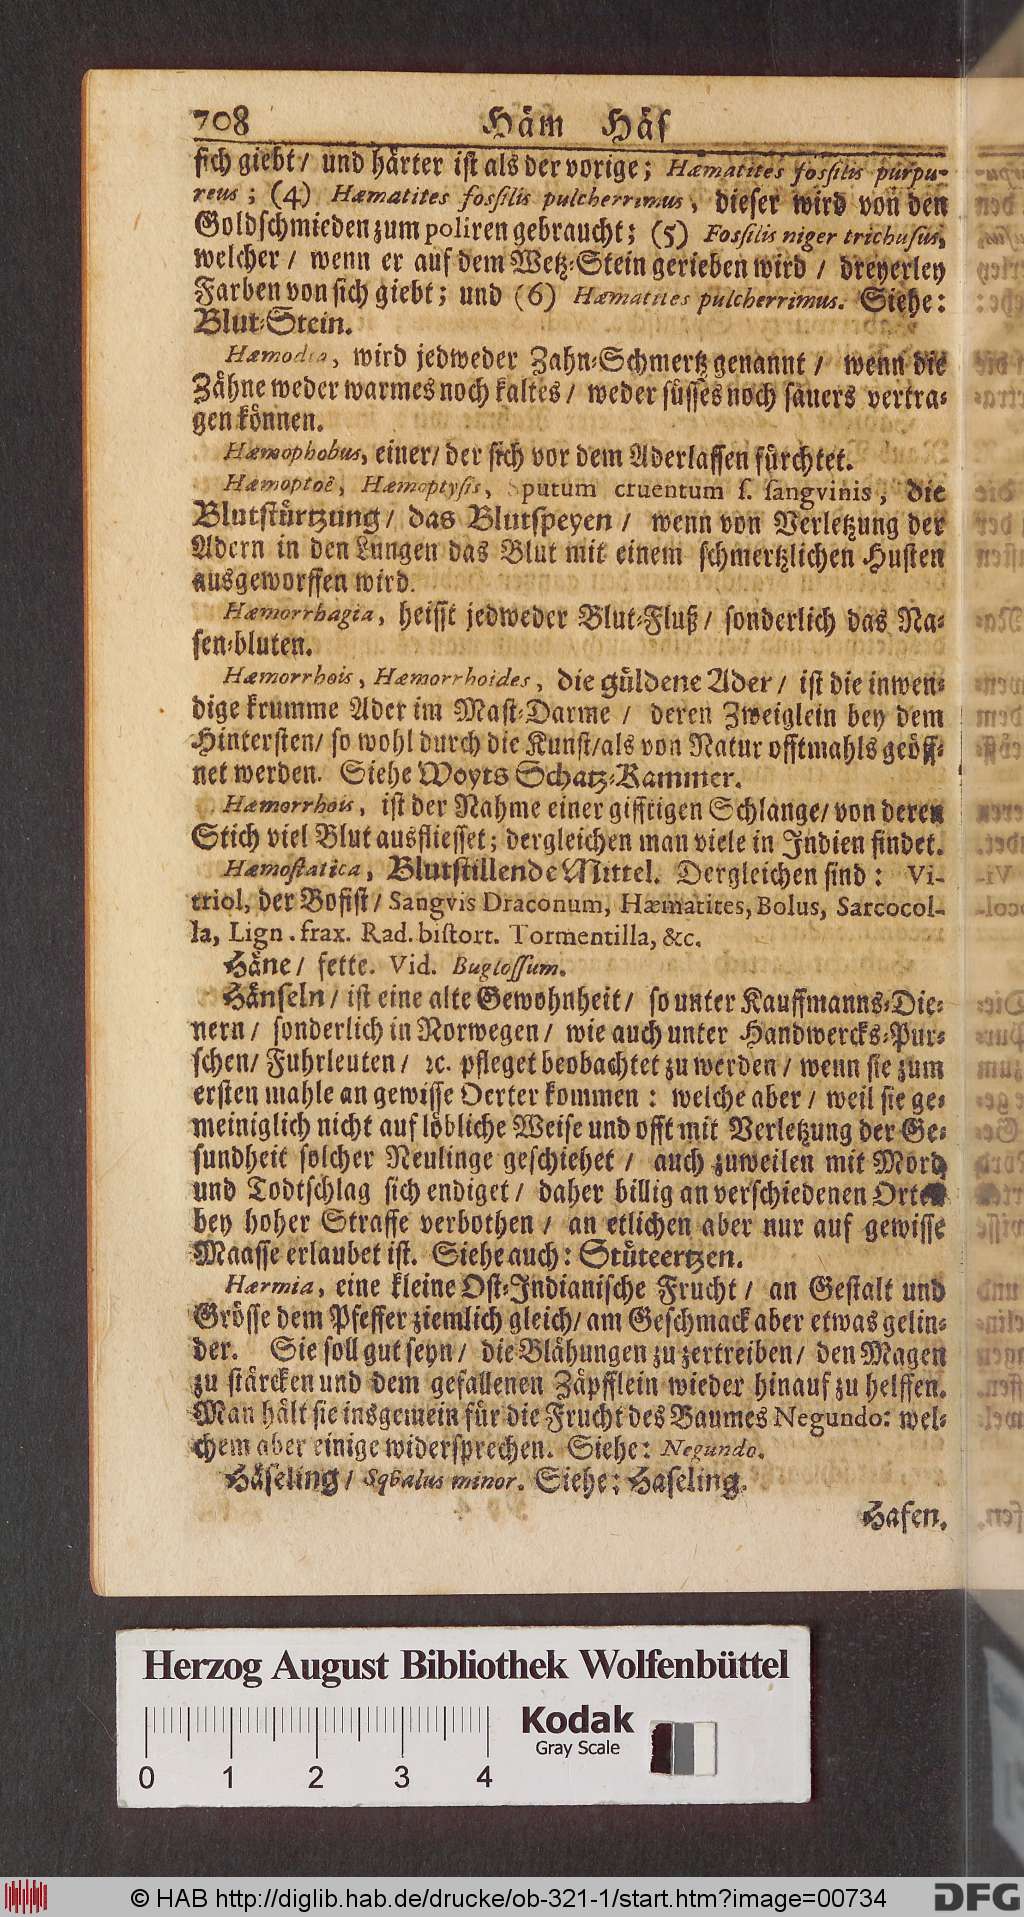 708 Häm Häs
sich giebt / und härter ist als der vorige; Hæmatites fossilis purpu-
reus; (4) Hæmatites fossilis pulcherrimus, dieser wird von den
Goldschmieden zum poliren gebraucht; (5) Fossilis niger trichusus,
welcher / wenn er auf dem Wetz-Stein gerieben wird / dreyerley
Farben von sich giebt; und (6) Hæmatites pulcherrimus. Siehe:
Blut-Stein.
Hæmodia, wird jedweder Zahn-Schmertz genannt / wenn die
Zähne weder warmes noch kaltes / weder süsses noch sauers vertra-
gen können.
Hæmophobus, einer / der sich vor dem Aderlassen fürchtet.
Hæmoptoë, Hæmoptysis, Sputum cruentum s. sangvinis, die
Blutstürtzung / das Blutspeyen / wenn von Verletzung der
Adern in den Lungen das Blut mit einem schmertzlichen Husten
ausgeworffen wird.
Hæmorrhagia, heisst jedweder Blut-Fluß / sonderlich das Na-
sen-bluten.
Hæmorrhois, Hæmorrhoides, die güldene Ader / ist die inwen-
dige krumme Ader im Mast-Darme / deren Zweiglein bey dem
Hintersten / so wohl durch die Kunst / als von Natur offtmahls geöff-
net werden. Siehe Woyts Schatz-Kammer.
Hæmorrhois, ist der Nahme einer gifftigen Schlange / von deren
Stich viel Blut ausfliesset; dergleichen man viele in Indien findet.
Hæmostatica, Blutstillende Mittel. Dergleichen sind: Vi-
triol, der Bofist / Sangvis Draconum, Hæmatites, Bolus, Sarcocol-
la, Lign. frax. Rad. bistort. Tormentilla, &c.
Häne / fette. Vid. Buglossum.
Hänseln / ist eine alte Gewohnheit / so unter Kauffmanns-Die-
nern / sonderlich in Norwegen / wie auch unter Handwercks-Pur-
schen / Fuhrleuten / ꝛc. pfleget beobachtet zu werden / wenn sie zum
ersten mahle an gewisse Oerter kommen: welche aber / weil sie ge-
meiniglich nicht auf löbliche Weise und offt mit Verletzung der Ge-
sundheit solcher Neulinge geschiehet / auch zuweilen mit Mord
und Todtschlag sich endiget / daher billig an verschiedenen Orten
bey hoher Straffe verbothen / an etlichen aber nur auf gewisse
Maasse erlaubet ist. Siehe auch: Stüteertzen.
Hærmia, eine kleine Ost-Indianische Frucht / an Gestalt und
Grösse dem Pfeffer ziemlich gleich / am Geschmack aber etwas gelin-
der. Sie soll gut seyn / die Blähungen zu zertreiben / den Magen
zu stärcken und dem gefallenen Zäpfflein wieder hinauf zu helffen.
Man hält sie insgemein für die Frucht des Baumes Negundo: wel-
chem aber einige widersprechen. Siehe: Negundo.
Häseling / Sqbalus minor. Siehe: Haseling.
Hafen.
Herzog August Bibliothek Wolfenbüttel
Kodak
Gray Scale
0 1 2 3 4
© HAB http://diglib.hab.de/drucke/ob-321-1/start.htm?image=00734
DFG